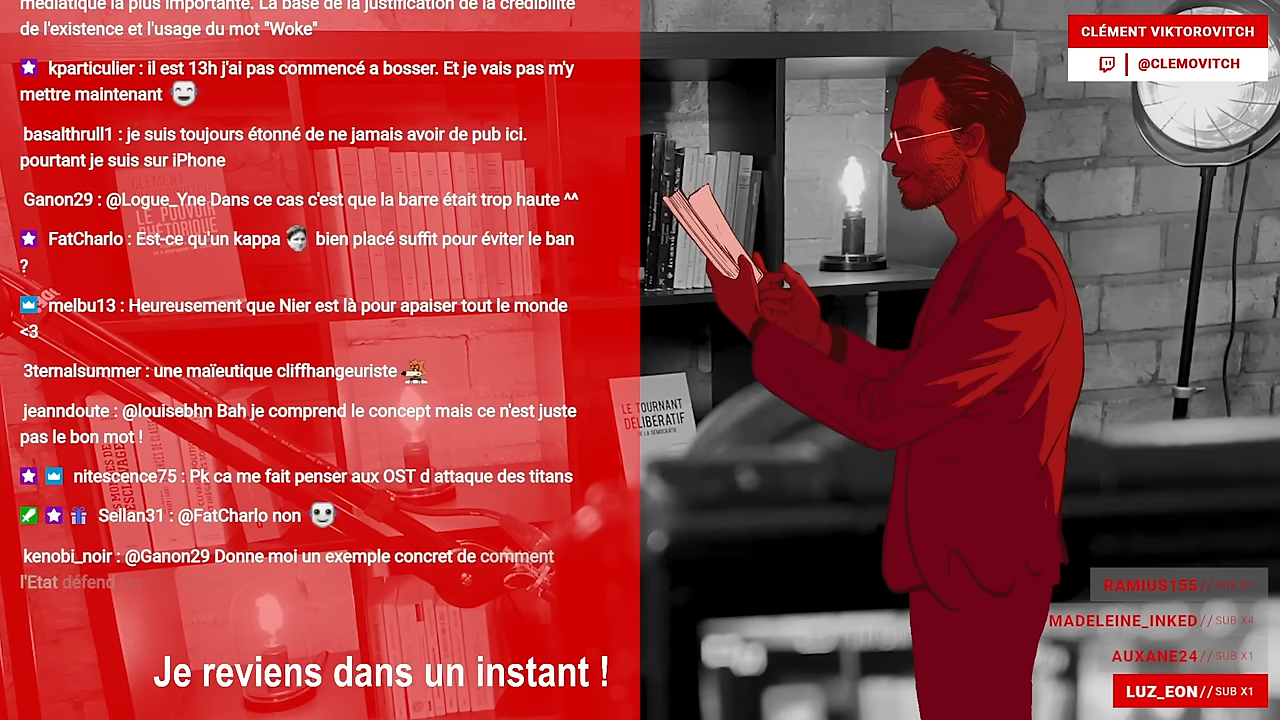 médiatique la plus importante. La base de la justification de la crédibilité
de l'existence et l'usage du mot "Woke"
kparticulier : il est 13h j'ai pas commencé a bosser. Et je vais pas m'y
mettre maintenant
basalthrull1 : je suis toujours étonné de ne jamais avoir de pub ici.
pourtant je suis sur iPhone
Ganon29 : @Logue_Yne Dans ce cas c'est que la barre était trop haute ^^
FatCharlo : Est-ce qu'un kappa bien placé suffit pour éviter le ban
?
melbu13 : Heureusement que Nier est là pour apaiser tout le monde
<3
3ternalsummer : une maïeutique cliffhangeuriste
jeanndoute : @louisebhn Bah je comprend le concept mais ce n'est juste
pas le bon mot !
nitescence75 : Pk ca me fait penser aux OST d attaque des titans
Sellan31 : @FatCharlo non
kenobi_noir : @Ganon29 Donne moi un exemple concret de comment
l'Etat défend
Je reviens dans un instant !
CLÉMENT VIKTOROVITCH
@CLEMOVITCH
LE POUVOIR
RHÉTORIQUE
LE TOURNANT
DÉLIBÉRATIF
DE LA DÉMOCRATIE
RAMIUS155//SUB
MADELEINE_INKED//SUB X4
AUXANE24//SUB X1
LUZ_EON//SUB X1